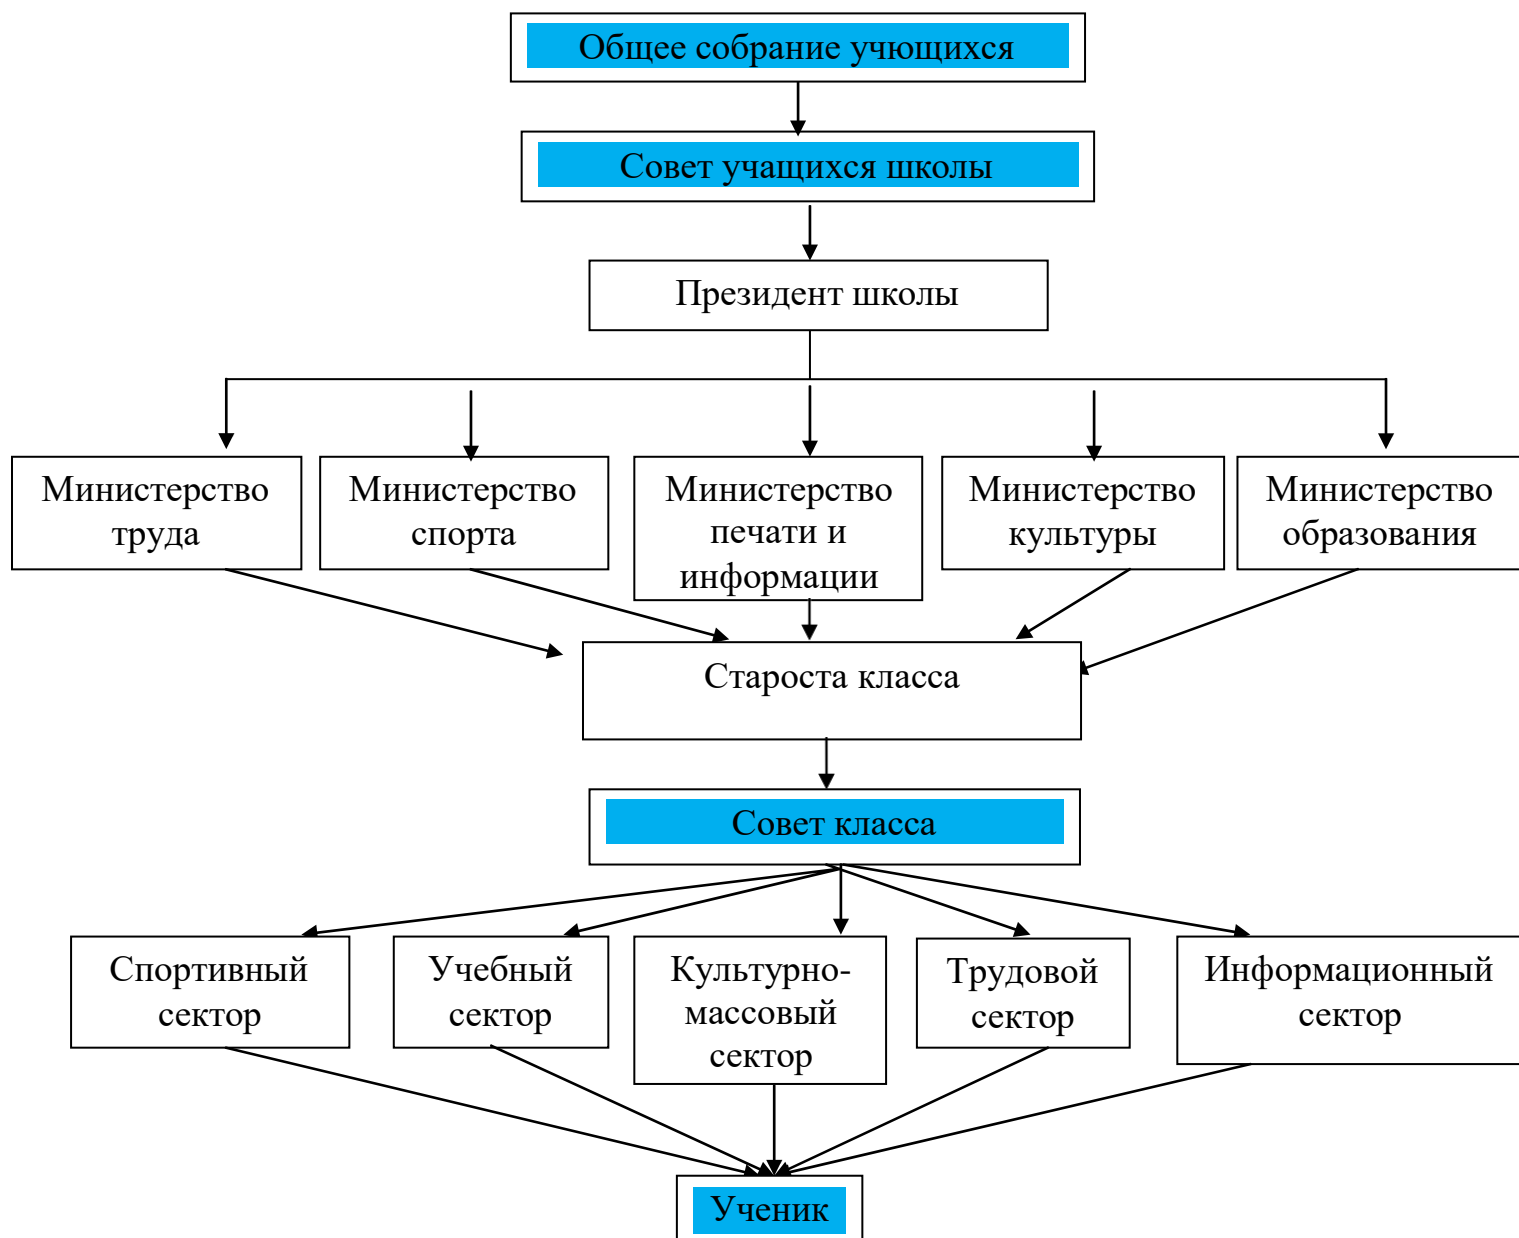 Общее собрание учющихся
Совет учащихся школы
Президент школы
Министерство
труда
Министерство
спорта
Министерство
печати и
информации
Министерство
культуры
Министерство
образования
Староста класса
Совет класса
Спортивный
сектор
Учебный
сектор
Культурно-
массовый
сектор
Трудовой
сектор
Информационный
сектор
Ученик